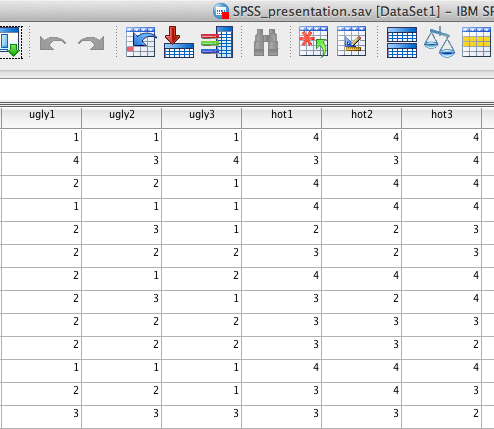 SPSS_presentation.sav [DataSet1] – IBM SP
ugly1 ugly2 ugly3 hot1 hot2 hot3
1 1 1 4 4 4
4 3 4 3 3 4
2 2 1 4 4 4
1 1 1 4 4 4
2 3 1 2 2 3
2 2 2 3 2 3
2 1 2 4 4 4
2 3 1 3 2 4
2 2 2 3 3 3
2 2 2 3 3 2
1 1 1 4 4 4
2 2 1 3 4 3
3 3 3 3 3 2